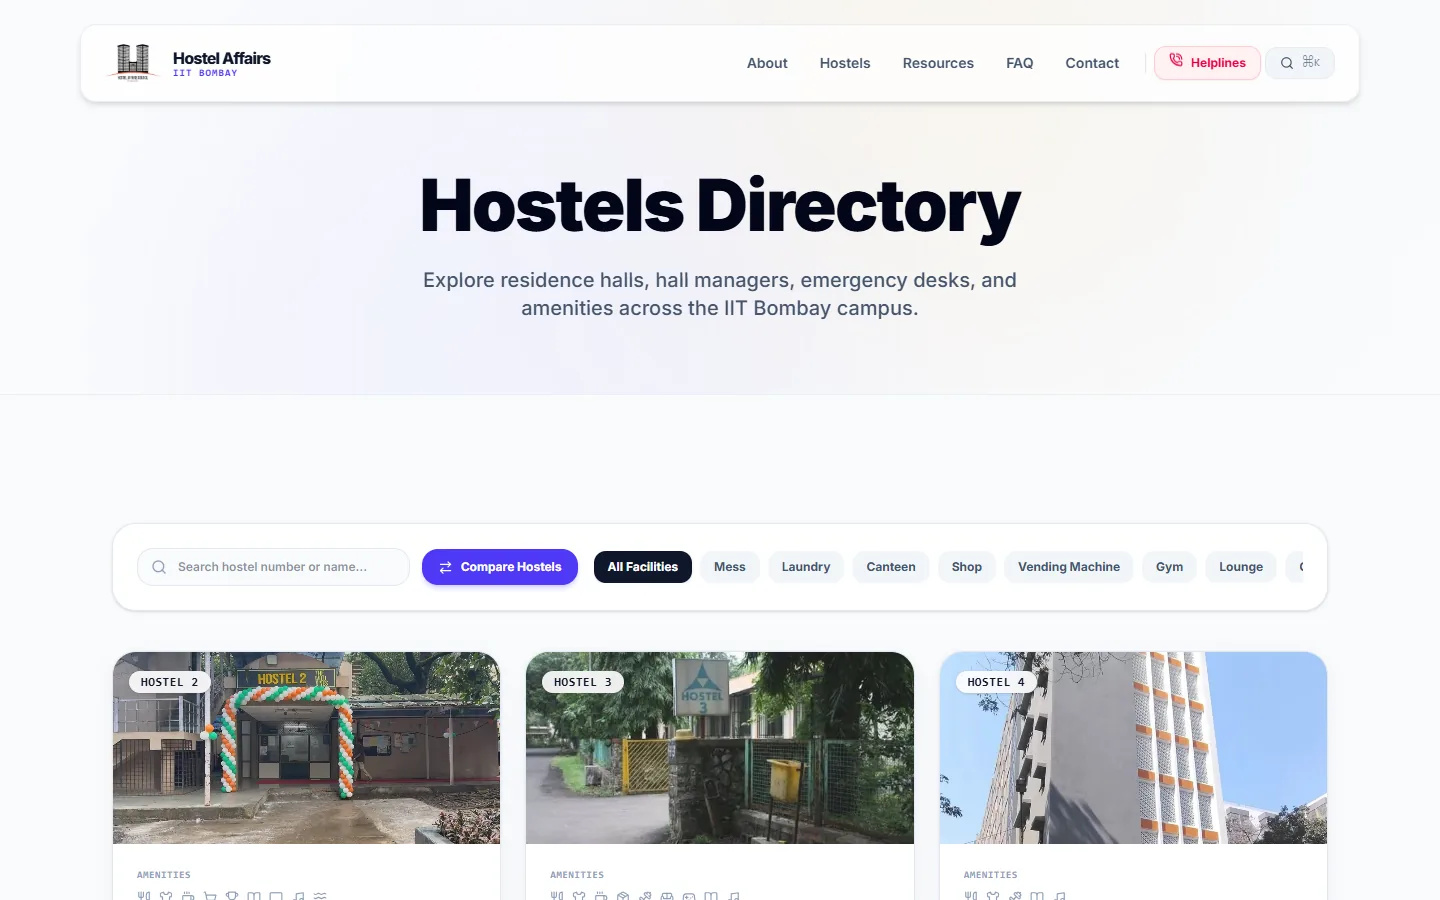 Hostel Affairs
IIT BOMBAY
About
Hostels
Resources
FAQ
Contact
Helplines
⌘K
Hostels Directory
Explore residence halls, hall managers, emergency desks, and
amenities across the IIT Bombay campus.
Search hostel number or name...
Compare Hostels
All Facilities
Mess
Laundry
Canteen
Shop
Vending Machine
Gym
Lounge
HOSTEL 2
HOSTEL 2
HOSTEL 3
HOSTEL
3
HOSTEL 4
AMENITIES
AMENITIES
AMENITIES